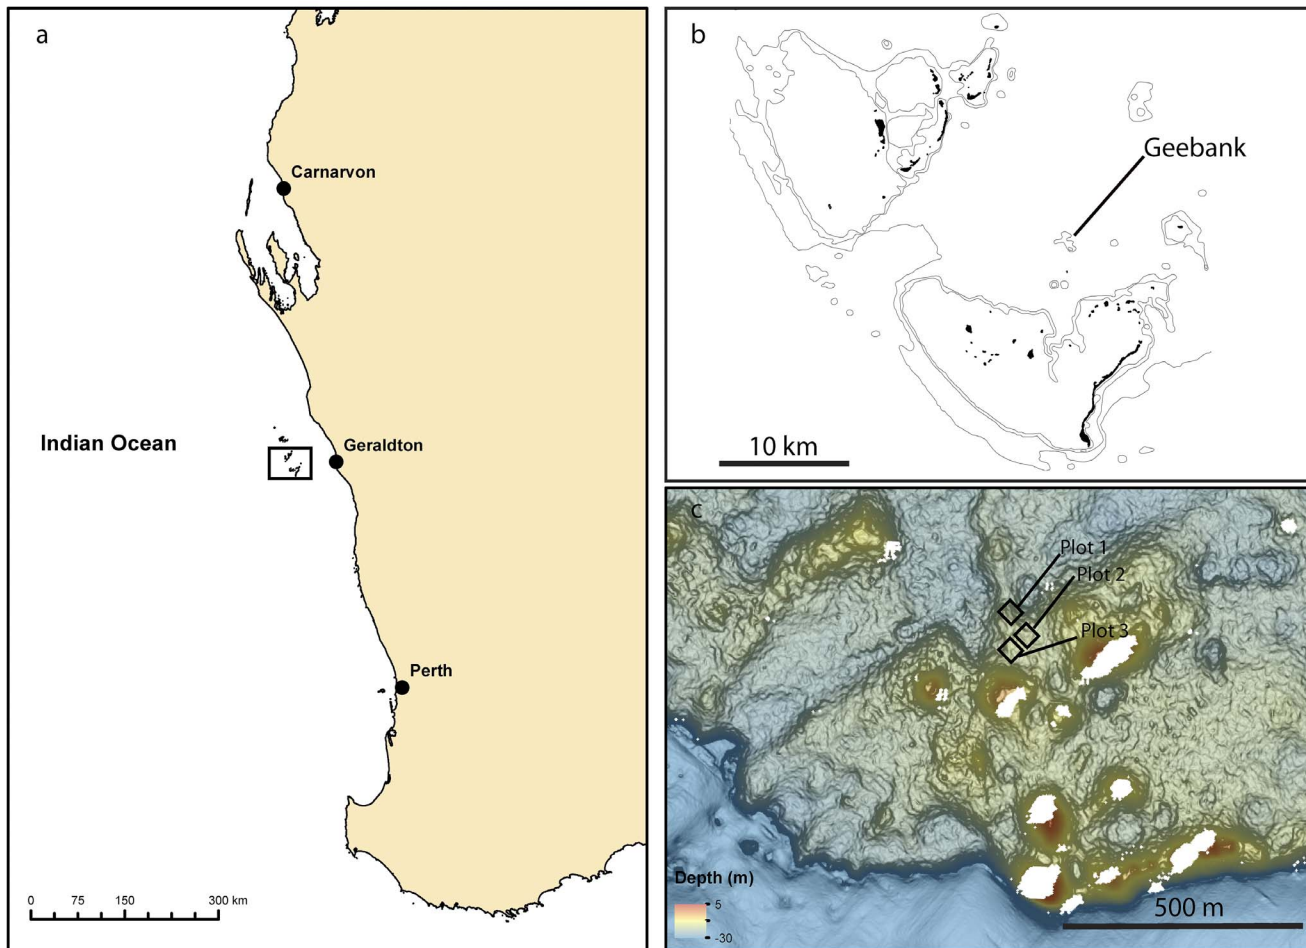 a
Carnarvon
Indian Ocean
Geraldton
Perth
0 75 150 300 km
b
Geebank
10 km
c
Plot 1
Plot 2
Plot 3
Depth (m)
5
-30
500 m